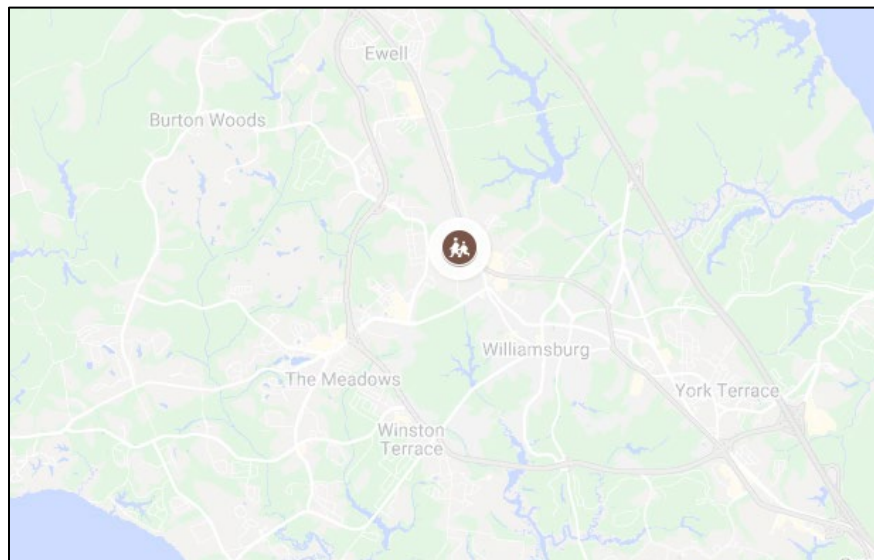 Ewell
Burton Woods
Williamsburg
The Meadows
York Terrace
Winston
Terrace